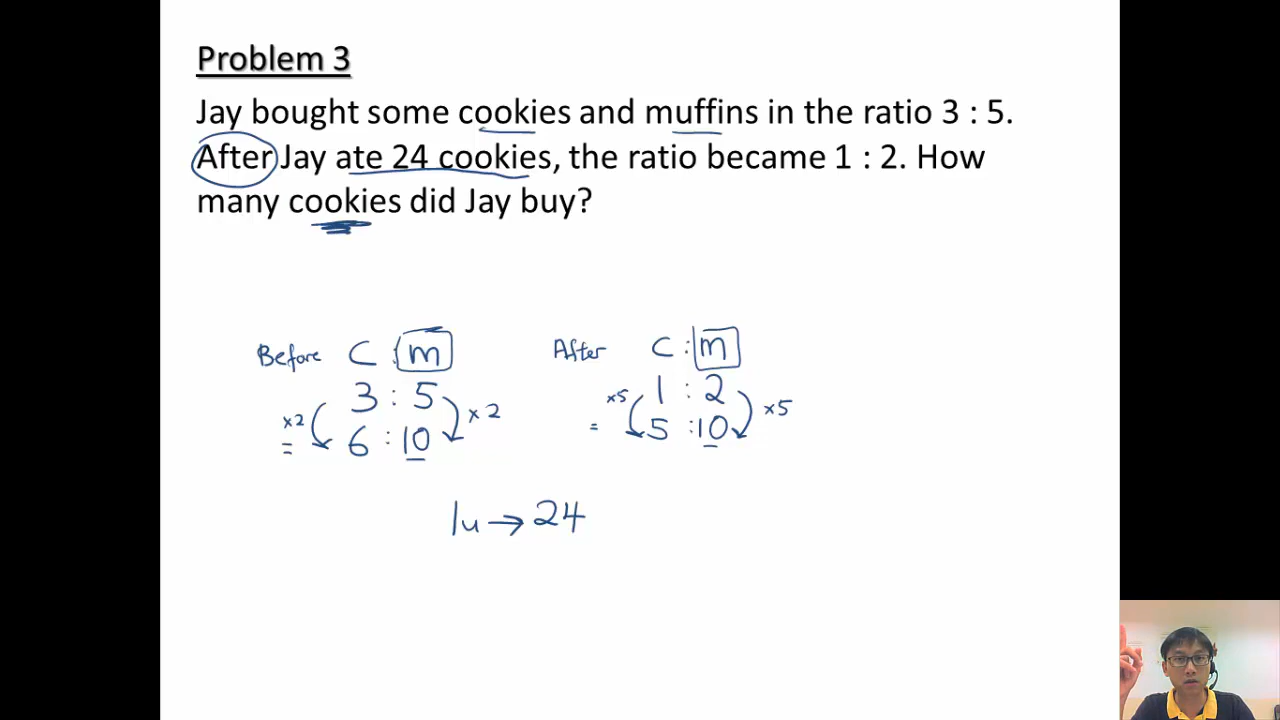 Problem 3
Jay bought some cookies and muffins in the ratio 3 : 5.
After Jay ate 24 cookies, the ratio became 1 : 2. How
many cookies did Jay buy?
Before C : m After C : m
3 : 5 ×5 1 : 2
×2 ×2 ×5
= 6 : 10 = 5 : 10
1u → 24